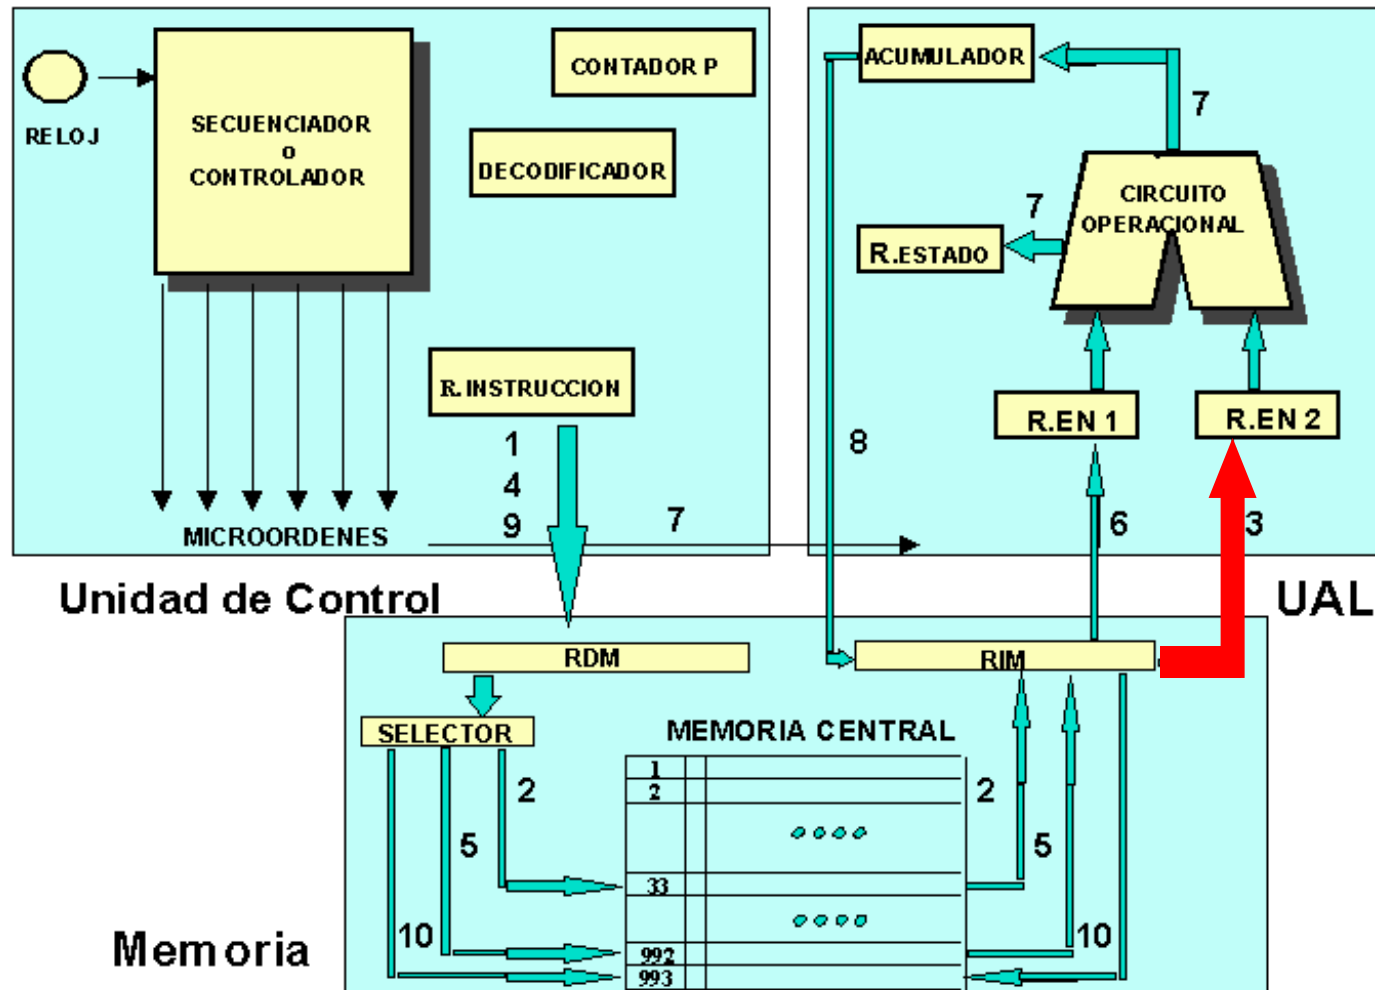 RELOJ
SECUENCIADOR
o
CONTROLADOR
CONTADOR P
DECODIFICADOR
R.INSTRUCCION
1
4
9
MICROORDENES
7
Unidad de Control
ACUMULADOR
7
CIRCUITO
OPERACIONAL
7
R.ESTADO
R.EN 1
R.EN 2
8
6
3
UAL
RDM
RIM
SELECTOR
MEMORIA CENTRAL
1
2
33
992
993
2
5
10
2
5
10
Memoria